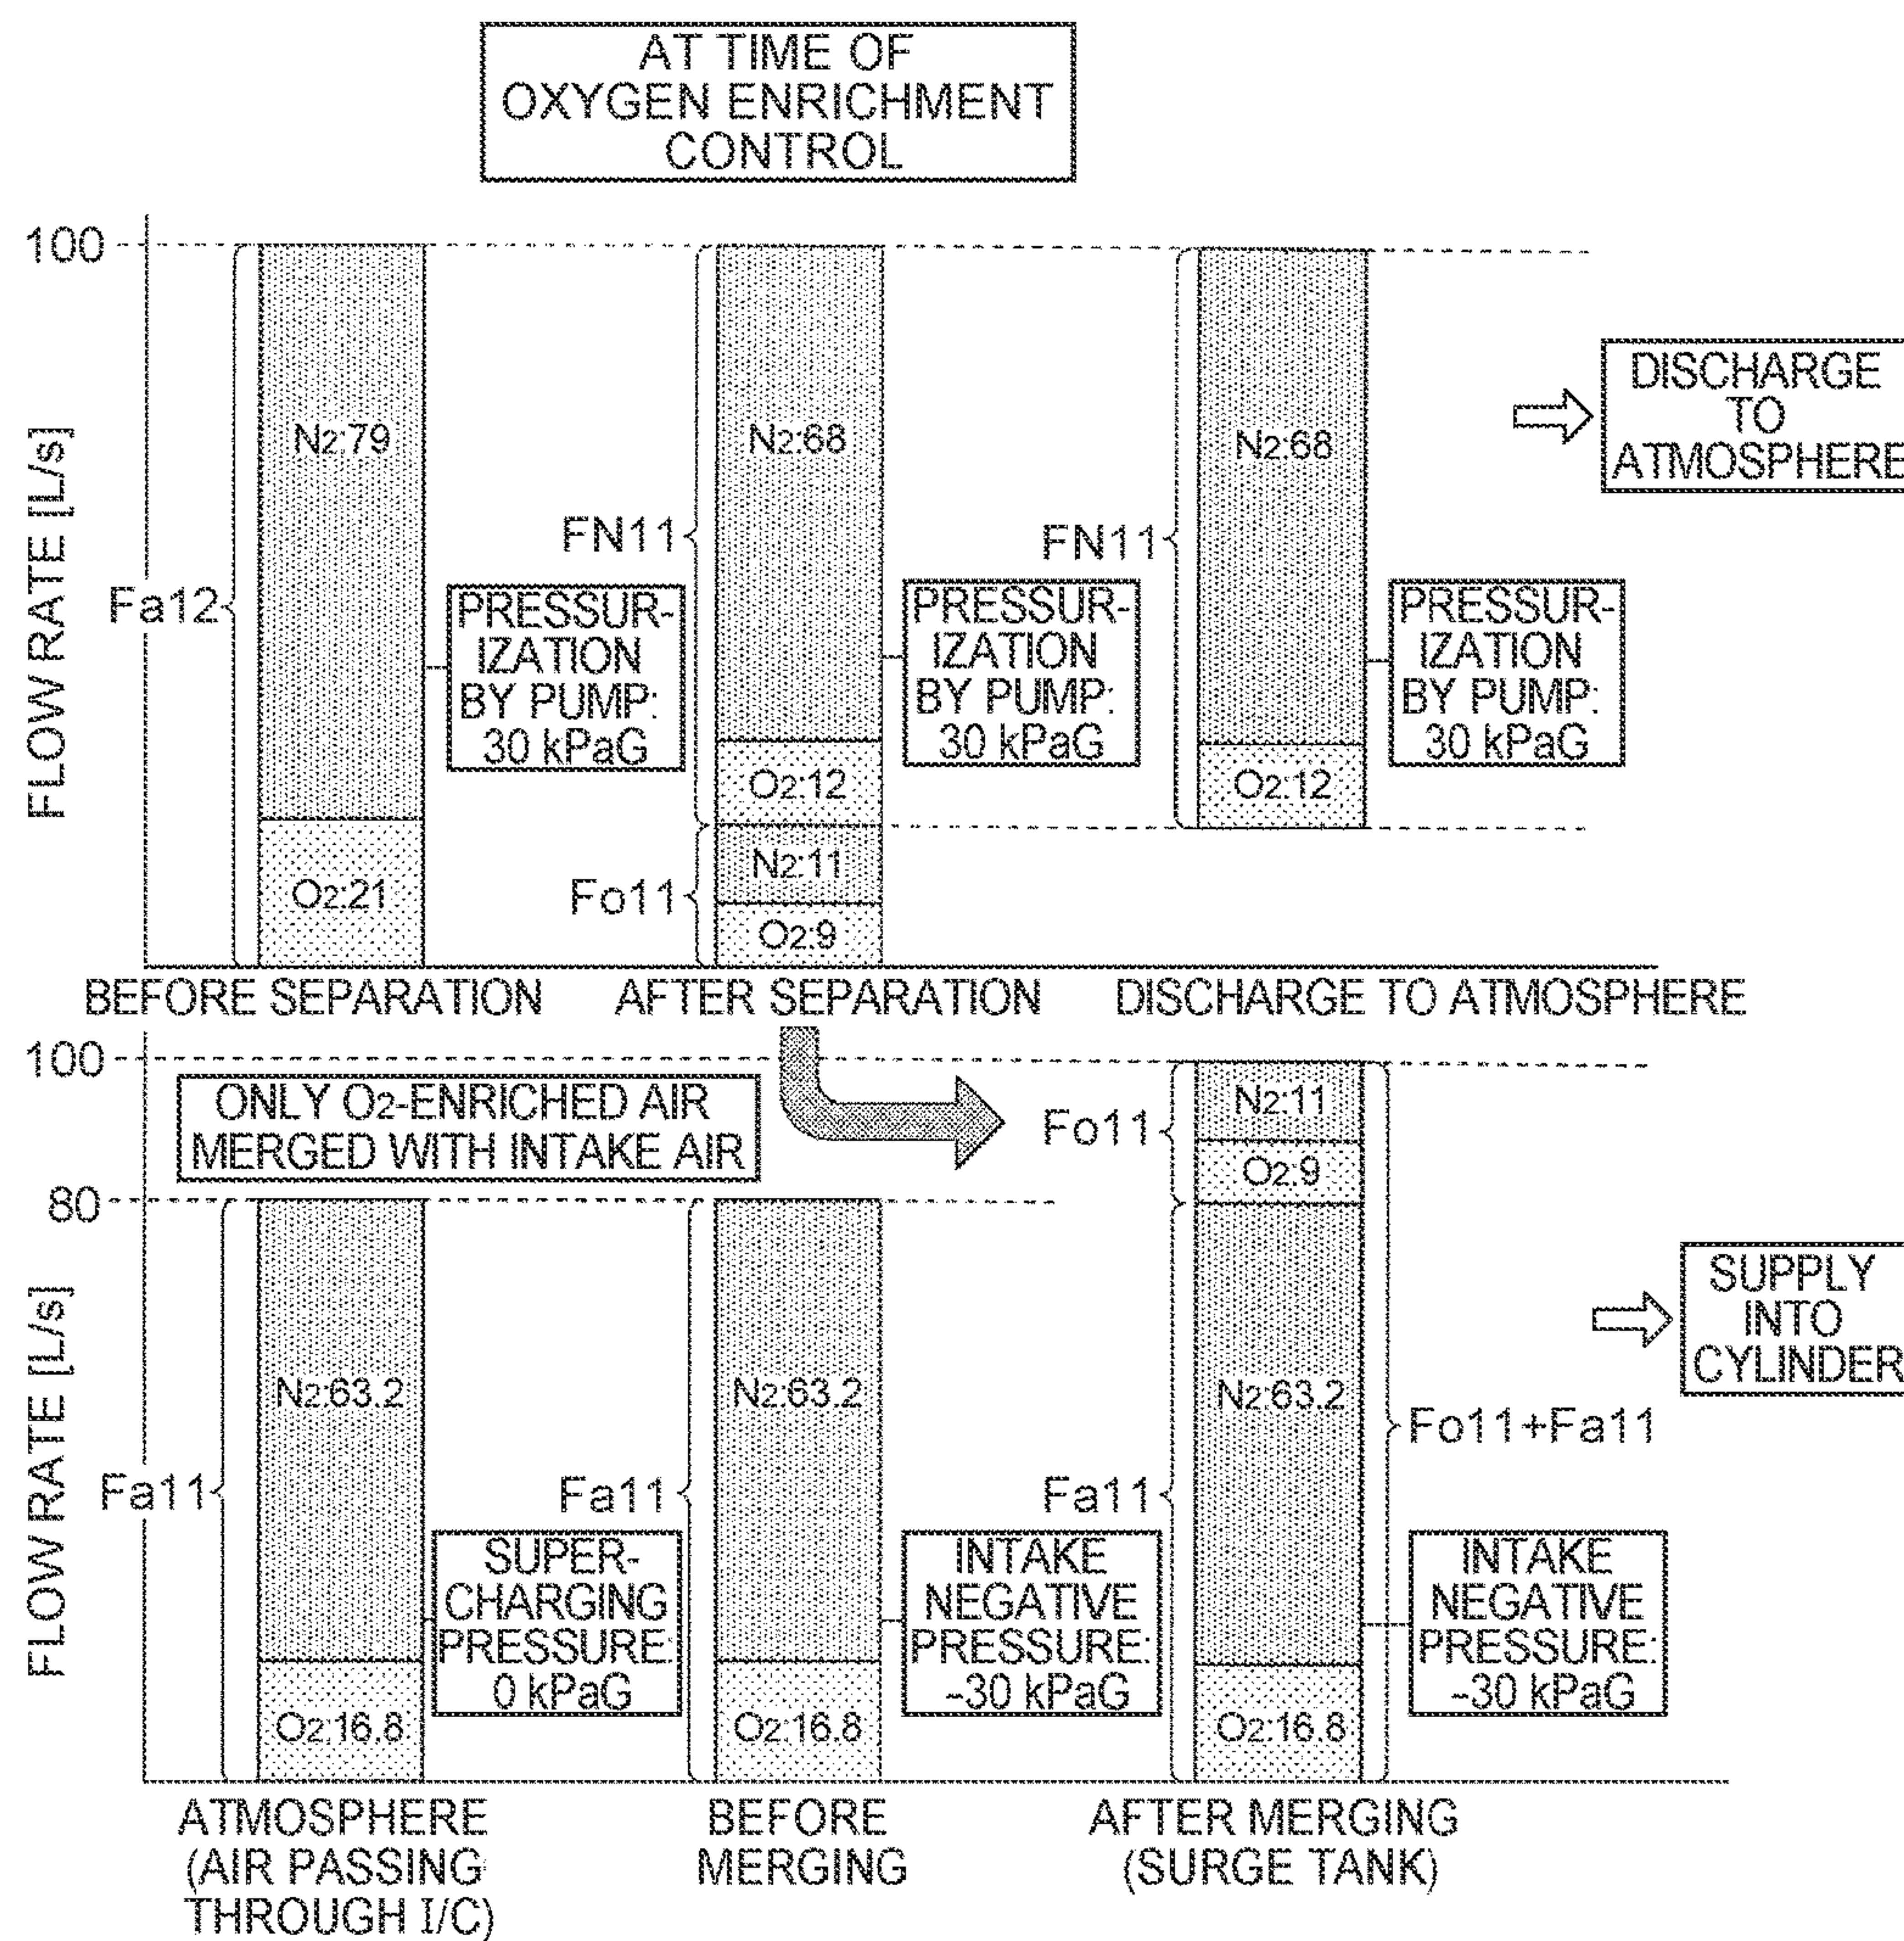 AT TIME OF
OXYGEN ENRICHMENT
CONTROL
FLOW RATE [L/s]
100
Fa12
N2:79
O2:21
PRESSUR-
IZATION
BY PUMP:
30 kPaG
FN11
Fo11
N2:68
O2:12
N2:11
O2:9
PRESSUR-
IZATION
BY PUMP:
30 kPaG
FN11
N2:68
O2:12
PRESSUR-
IZATION
BY PUMP:
30 kPaG
DISCHARGE
TO
ATMOSPHERE
BEFORE SEPARATION
AFTER SEPARATION
DISCHARGE TO ATMOSPHERE
FLOW RATE [L/s]
100
80
ONLY O2-ENRICHED AIR
MERGED WITH INTAKE AIR
Fa11
N2:63.2
O2:16.8
SUPER-
CHARGING
PRESSURE:
0 kPaG
Fa11
N2:63.2
O2:16.8
INTAKE
NEGATIVE
PRESSURE:
-30 kPaG
Fo11
Fa11
N2:11
O2:9
N2:63.2
O2:16.8
Fo11+Fa11
INTAKE
NEGATIVE
PRESSURE:
-30 kPaG
SUPPLY
INTO
CYLINDER
ATMOSPHERE
(AIR PASSING
THROUGH I/C)
BEFORE
MERGING
AFTER MERGING
(SURGE TANK)